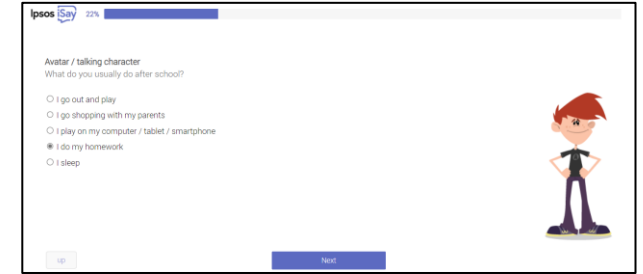 Ipsos iSay 22%
Avatar / talking character
What do you usually do after school?
I go out and play
I go shopping with my parents
I play on my computer / tablet / smartphone
I do my homework
I sleep
up
Next